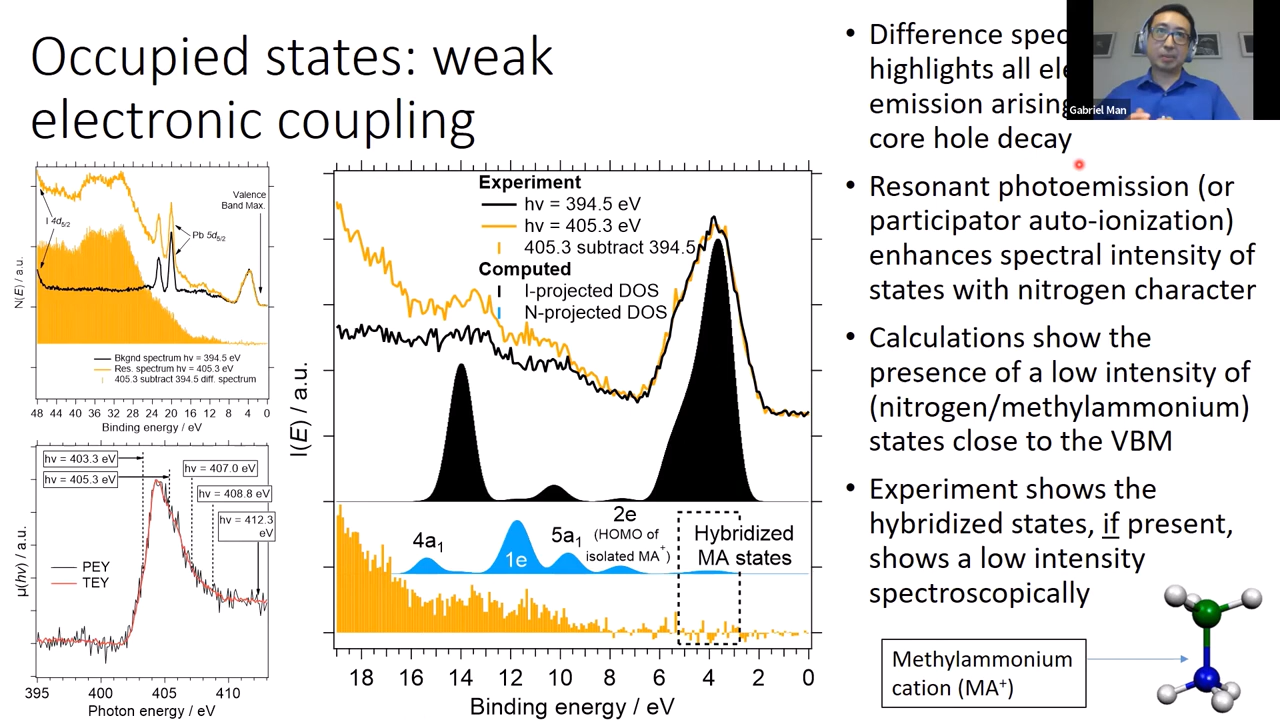 Occupied states: weak
electronic coupling
N(E) / a.u.
I 4d5/2
Pb 5d5/2
Valence
Band Max.
Bkgnd spectrum hv = 394.5 eV
Res. spectrum hv = 405.3 eV
405.3 subtract 394.5 diff. spectrum
48 44 40 36 32 28 24 20 16 12 8 4 0
Binding energy / eV
μ(hν) / a.u.
hv = 403.3 eV
hv = 405.3 eV
hv = 407.0 eV
hv = 408.8 eV
hv = 412.3
eV
PEY
TEY
395 400 405 410
Photon energy / eV
I(E) / a.u.
Experiment
hv = 394.5 eV
hv = 405.3 eV
405.3 subtract 394.5
Computed
I-projected DOS
N-projected DOS
4a1
1e
5a1
2e
(HOMO of
isolated MA+)
Hybridized
MA states
18 16 14 12 10 8 6 4 2 0
Binding energy / eV
• Difference spec
highlights all ele
emission arising
core hole decay
• Resonant photoemission (or
participator auto-ionization)
enhances spectral intensity of
states with nitrogen character
• Calculations show the
presence of a low intensity of
(nitrogen/methylammonium)
states close to the VBM
• Experiment shows the
hybridized states, if present,
shows a low intensity
spectroscopically
Methylammonium
cation (MA+)
Gabriel Man